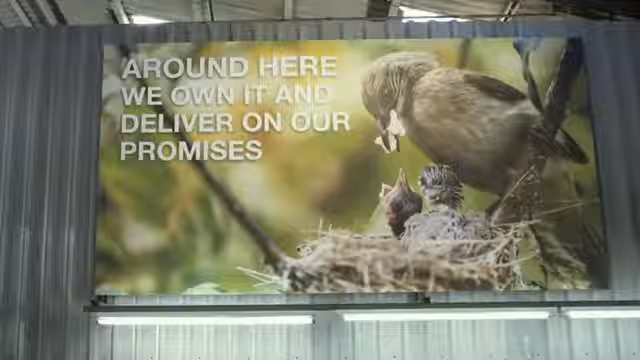 AROUND HERE
WE OWN IT AND
DELIVER ON OUR
PROMISES